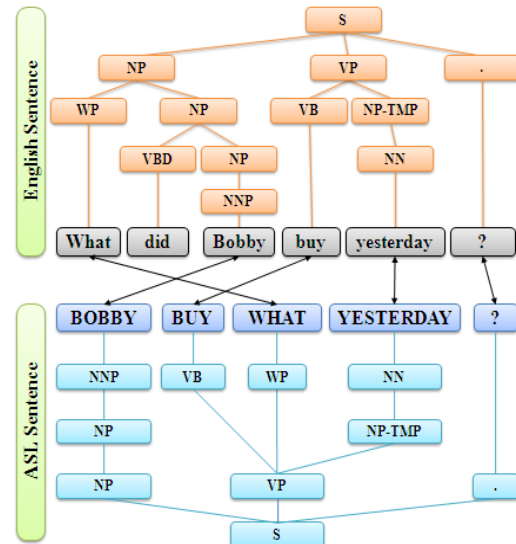 English Sentence
S
NP VP .
WP NP VB NP-TMP
VBD NP NN
NNP
What did Bobby buy yesterday ?
ASL Sentence
BOBBY BUY WHAT YESTERDAY ?
NNP VB WP NN
NP NP-TMP
NP VP .
S